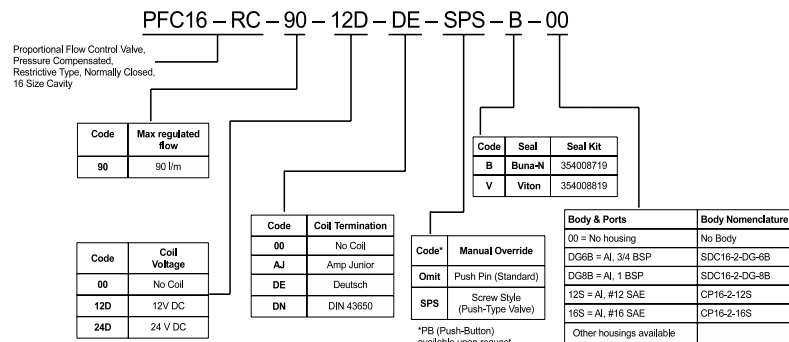 PFC16 – RC – 90 – 12D – DE – SPS – B – 00
Proportional Flow Control Valve,
Pressure Compensated,
Restrictive Type, Normally Closed,
16 Size Cavity
Code Max regulated
flow
90 90 l/m
Code Coil
Voltage
00 No Coil
12D 12V DC
24D 24 V DC
Code Coil Termination
00 No Coil
AJ Amp Junior
DE Deutsch
DN DIN 43650
Code* Manual Override
Omit Push Pin (Standard)
SPS Screw Style
(Push-Type Valve)
*PB (Push-Button)
available upon request
Code Seal Seal Kit
B Buna-N 354008719
V Viton 354008819
Body & Ports Body Nomenclature
00 = No housing No Body
DG6B = Al, 3/4 BSP SDC16-2-DG-6B
DG8B = Al, 1 BSP SDC16-2-DG-8B
12S = Al, #12 SAE CP16-2-12S
16S = Al, #16 SAE CP16-2-16S
Other housings available